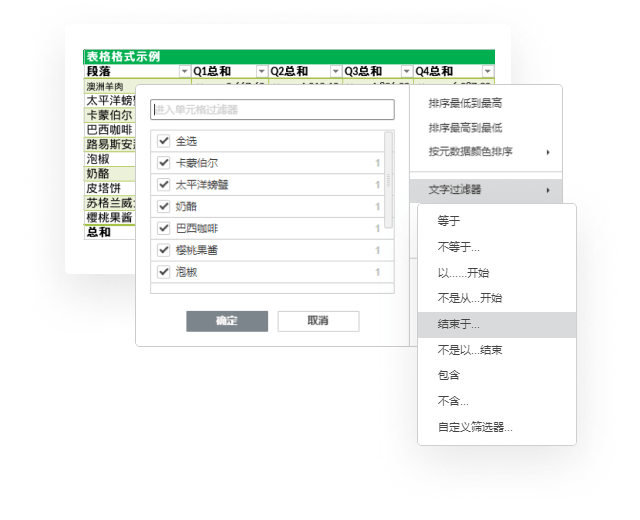 表格格式示例
段落 Q1总和 Q2总和 Q3总和 Q4总和
澳洲羊肉
太平洋螃
卡蒙伯尔
巴西咖啡
路易斯安
泡椒
奶酪
皮塔饼
苏格兰威
樱桃果酱
总和
进入单元格过滤器
全选
卡蒙伯尔 1
太平洋螃蟹 1
奶酪 1
巴西咖啡 1
樱桃果酱 1
泡椒 1
确定 取消
排序最低到最高
排序最高到最低
按元数据颜色排序
文字过滤器
等于
不等于...
以......开始
不是从...开始
结束于...
不是以...结束
包含
不含...
自定义筛选器...